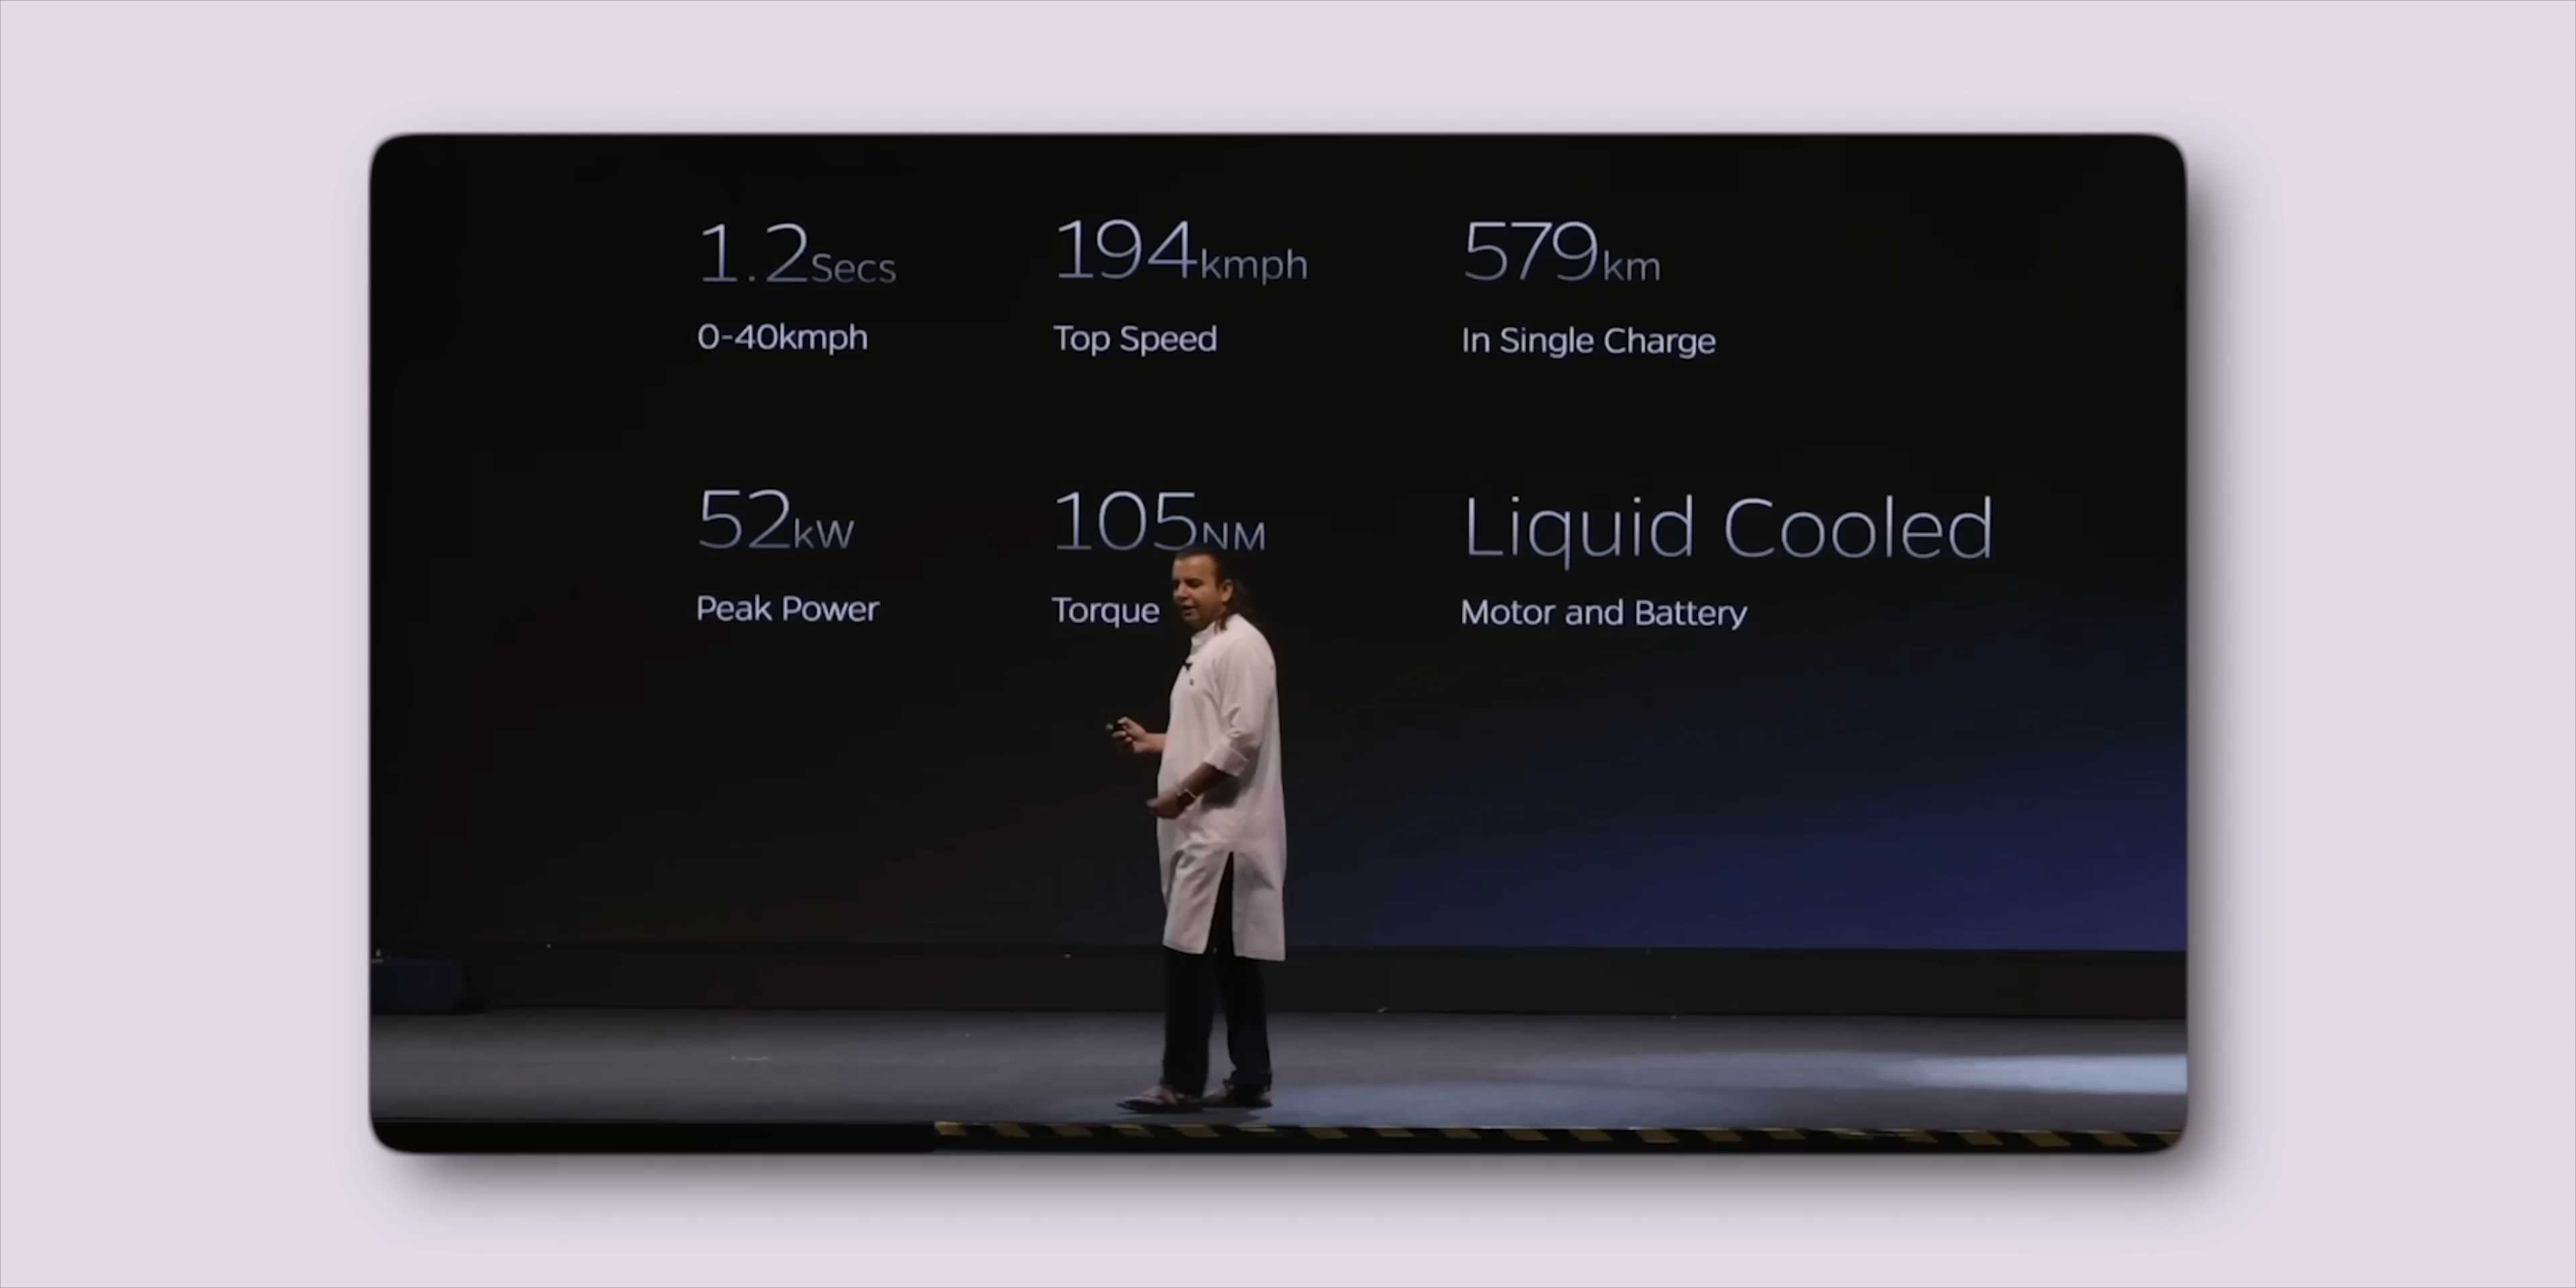 1.2Secs
0-40kmph
194kmph
Top Speed
579km
In Single Charge
52kW
Peak Power
105NM
Torque
Liquid Cooled
Motor and Battery